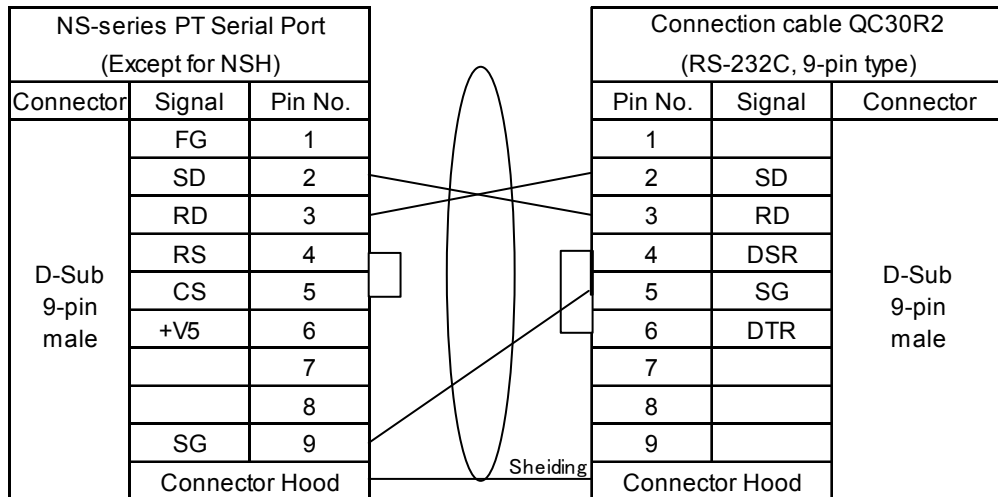 NS-series PT Serial Port
(Except for NSH)
Connector Signal Pin No.
FG 1
SD 2
RD 3
RS 4
CS 5
+V5 6
7
8
SG 9
D-Sub
9-pin
male
Connector Hood
Sheiding
Connection cable QC30R2
(RS-232C, 9-pin type)
Pin No. Signal Connector
1
2 SD
3 RD
4 DSR
5 SG
6 DTR
7
8
9
D-Sub
9-pin
male
Connector Hood